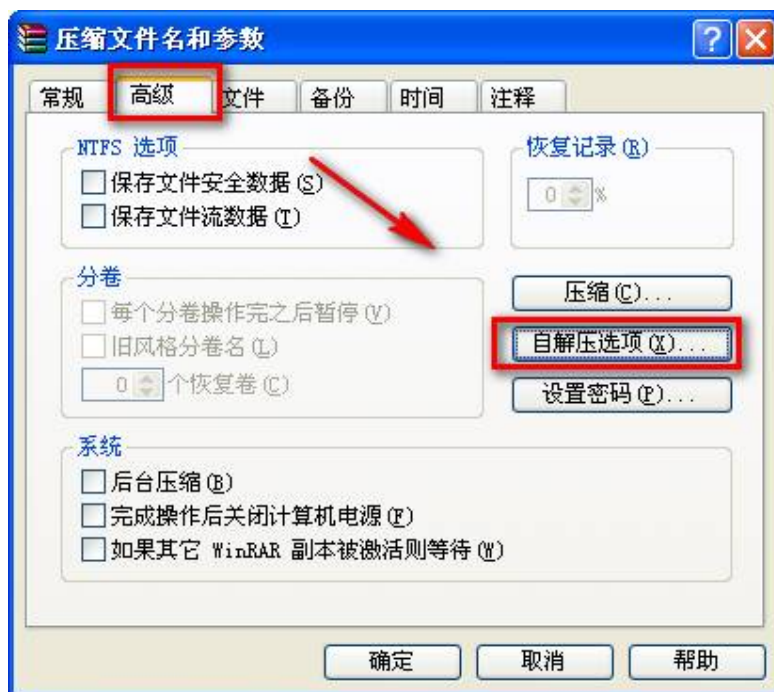 压缩文件名和参数
常规 高级 文件 备份 时间 注释
NTFS 选项
保存文件安全数据(S)
保存文件流数据(T)
恢复记录(R)
0 %
分卷
每个分卷操作完之后暂停(V)
旧风格分卷名(L)
0 个恢复卷(C)
压缩(C)...
自解压选项(X)...
设置密码(P)...
系统
后台压缩(B)
完成操作后关闭计算机电源(F)
如果其它 WinRAR 副本被激活则等待(W)
确定 取消 帮助